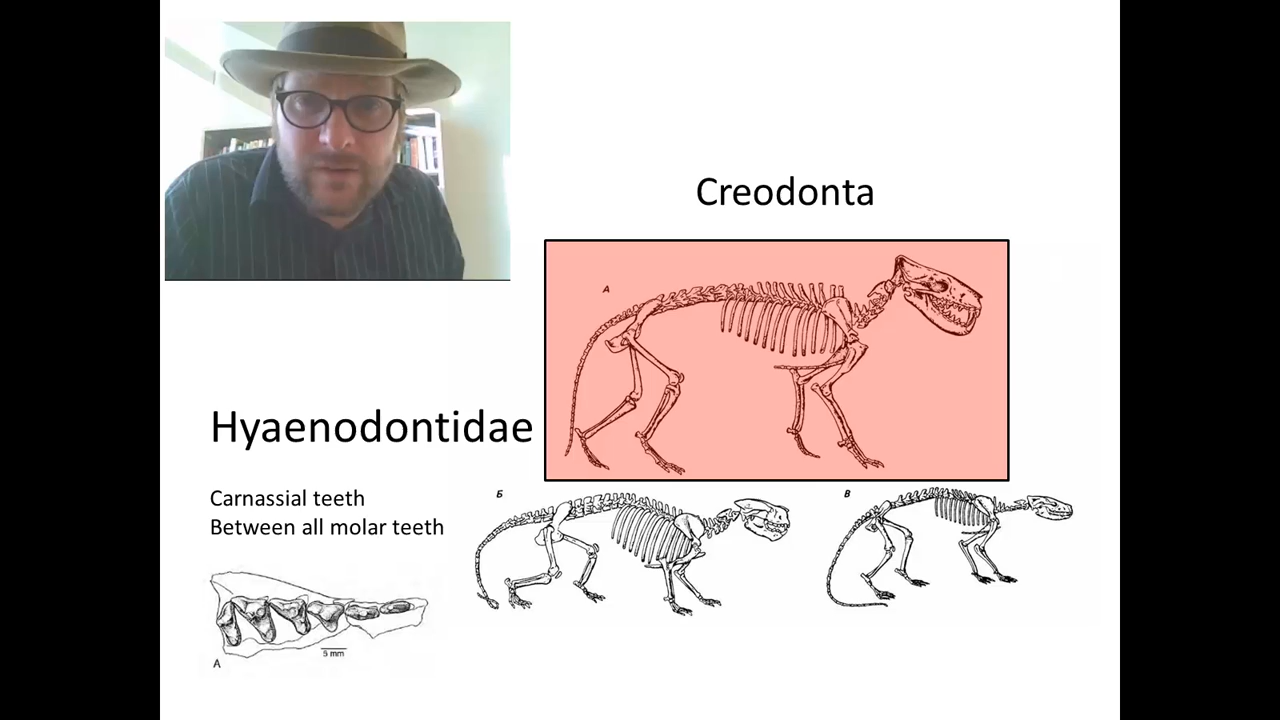 Creodonta
A
Hyaenodontidae
Carnassial teeth
Between all molar teeth
Б
В
5 mm
A